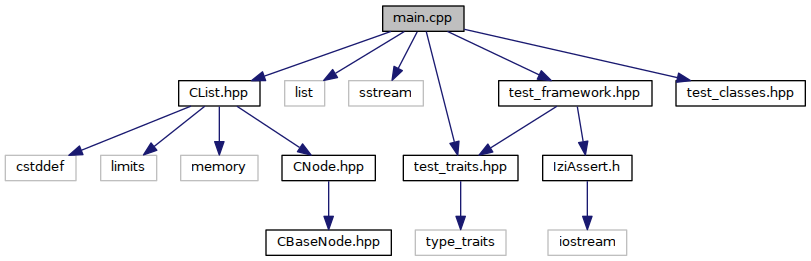 main.cpp
CList.hpp
list
sstream
test_framework.hpp
test_classes.hpp
cstddef
limits
memory
CNode.hpp
test_traits.hpp
IziAssert.h
CBaseNode.hpp
type_traits
iostream